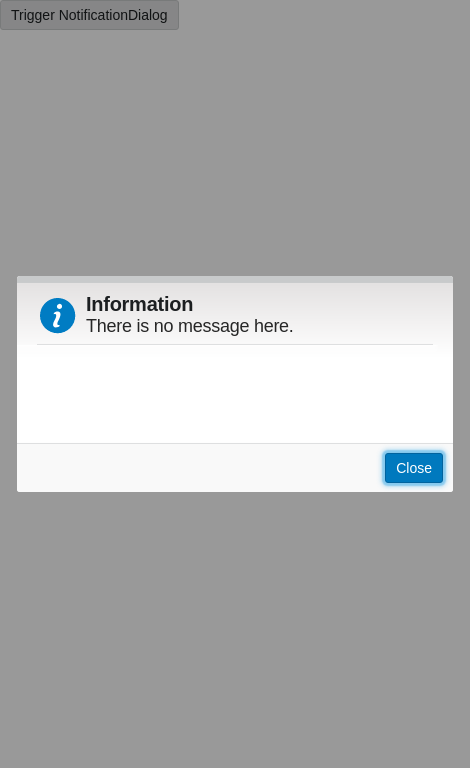 Trigger NotificationDialog
Information
There is no message here.
Close